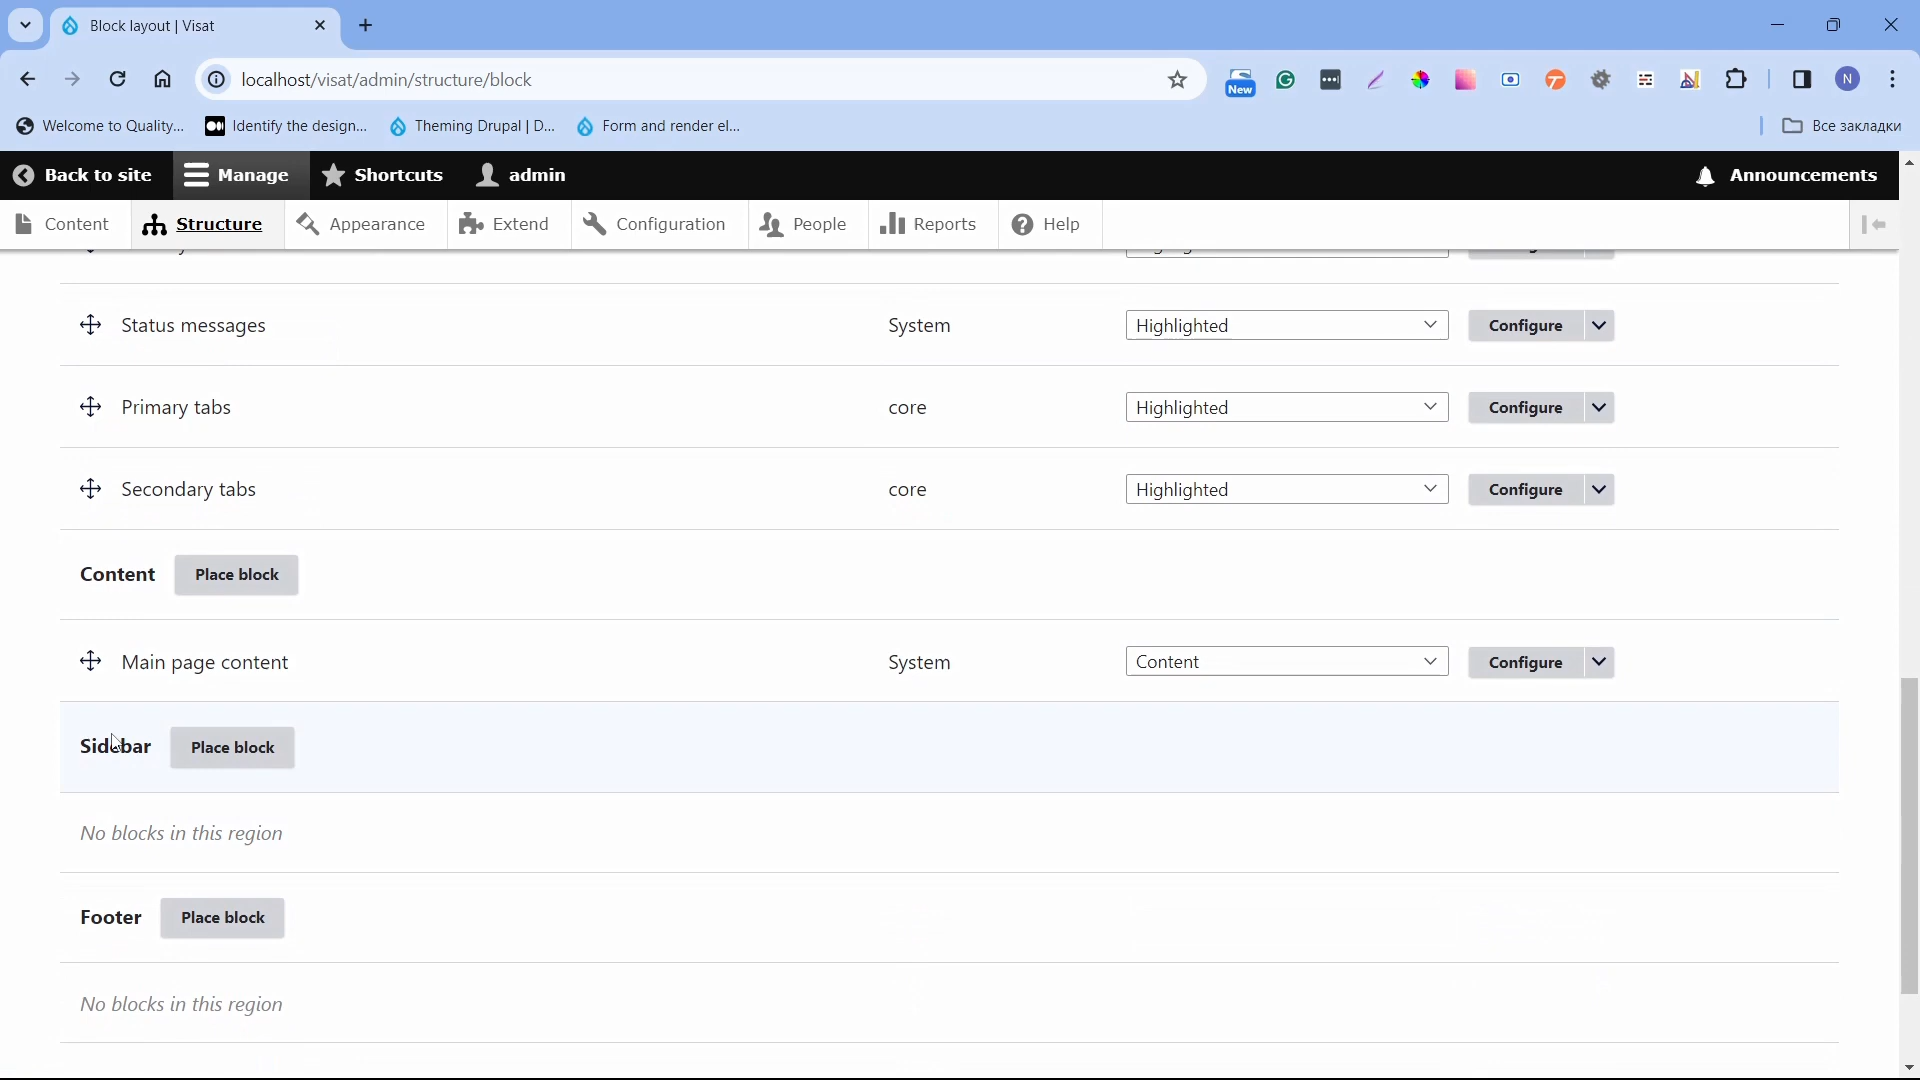 Block layout | Visat
localhost/visat/admin/structure/block
New
N
Welcome to Quality...
Identify the design...
Theming Drupal | D...
Form and render el...
Все закладки
Back to site
Manage
Shortcuts
admin
Announcements
Content
Structure
Appearance
Extend
Configuration
People
Reports
Help
Status messages System Highlighted Configure
Primary tabs core Highlighted Configure
Secondary tabs core Highlighted Configure
Content Place block
Main page content System Content Configure
Sidebar Place block
No blocks in this region
Footer Place block
No blocks in this region